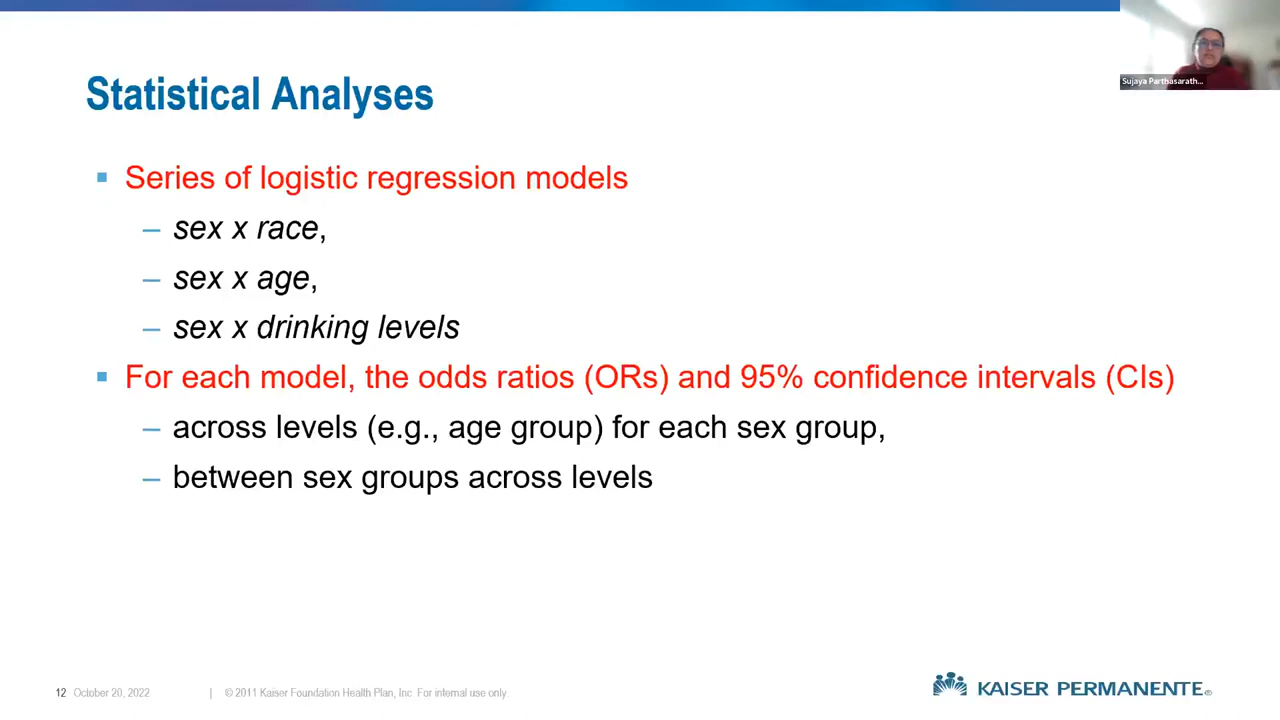 Sujaya Parthasarath...
Statistical Analyses
▪ Series of logistic regression models
– sex x race,
– sex x age,
– sex x drinking levels
▪ For each model, the odds ratios (ORs) and 95% confidence intervals (CIs)
– across levels (e.g., age group) for each sex group,
– between sex groups across levels
12 October 20, 2022 | © 2011 Kaiser Foundation Health Plan, Inc. For internal use only.
KAISER PERMANENTE®